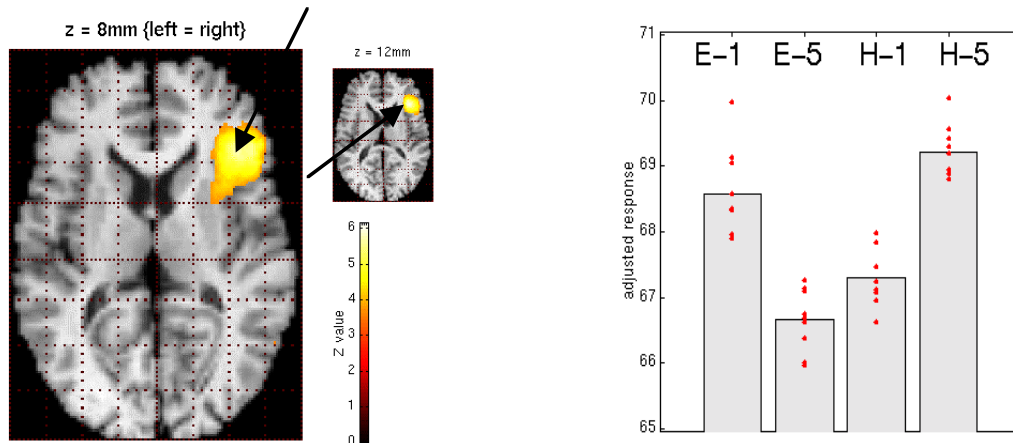 z = 8mm {left = right}
z = 12mm
6
5
4
3
2
1
0
Z value
71
70
69
68
67
66
65
adjusted response
E-1 E-5 H-1 H-5